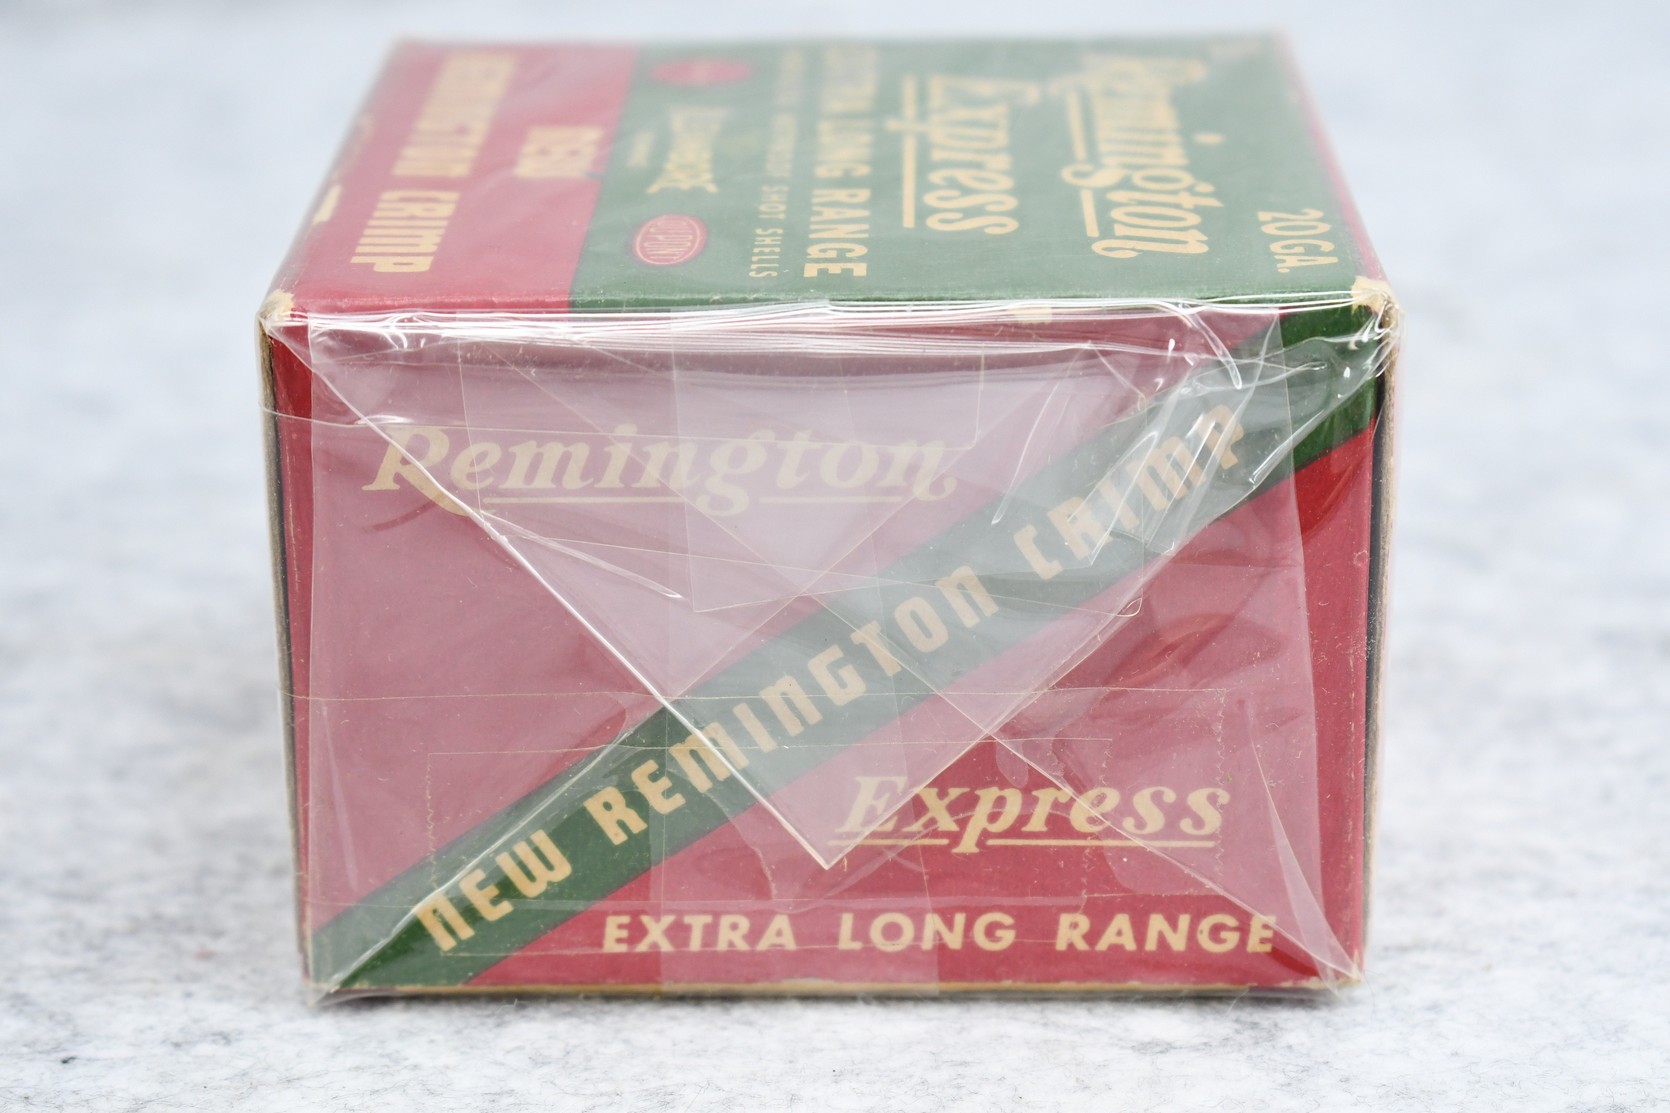 20 GA.
Remington
Express
EXTRA LONG RANGE
SHOT SHELLS
DUPONT
NEW
REMINGTON CRIMP
Remington
NEW REMINGTON CRIMP
Express
EXTRA LONG RANGE